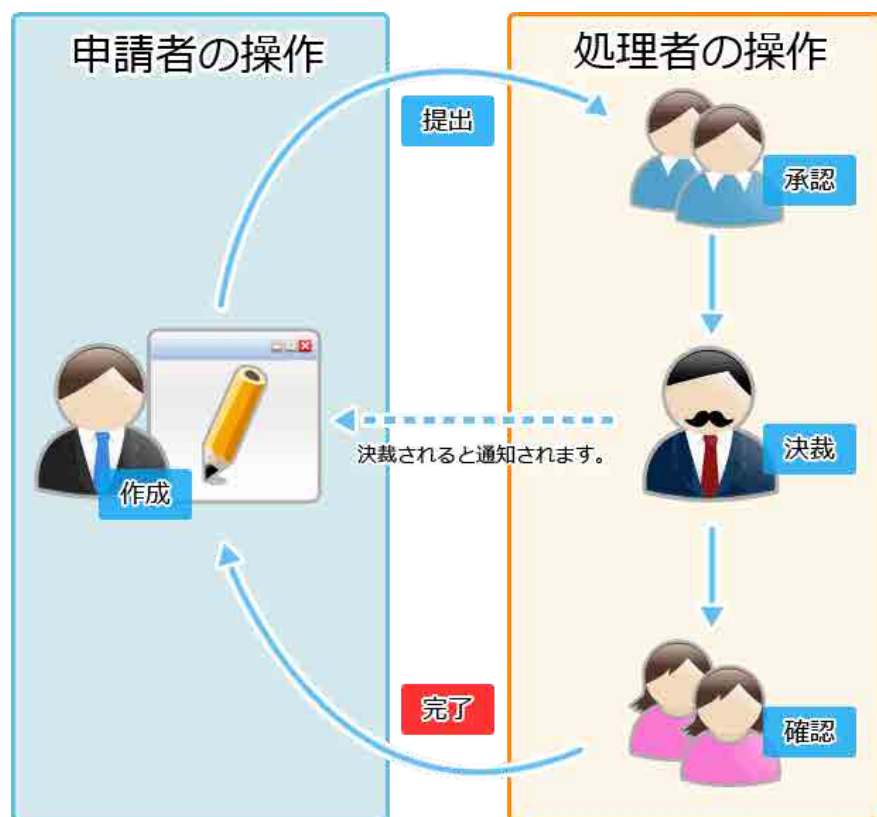 申請者の操作
処理者の操作
提出
承認
決裁されると通知されます。
決裁
作成
完了
確認